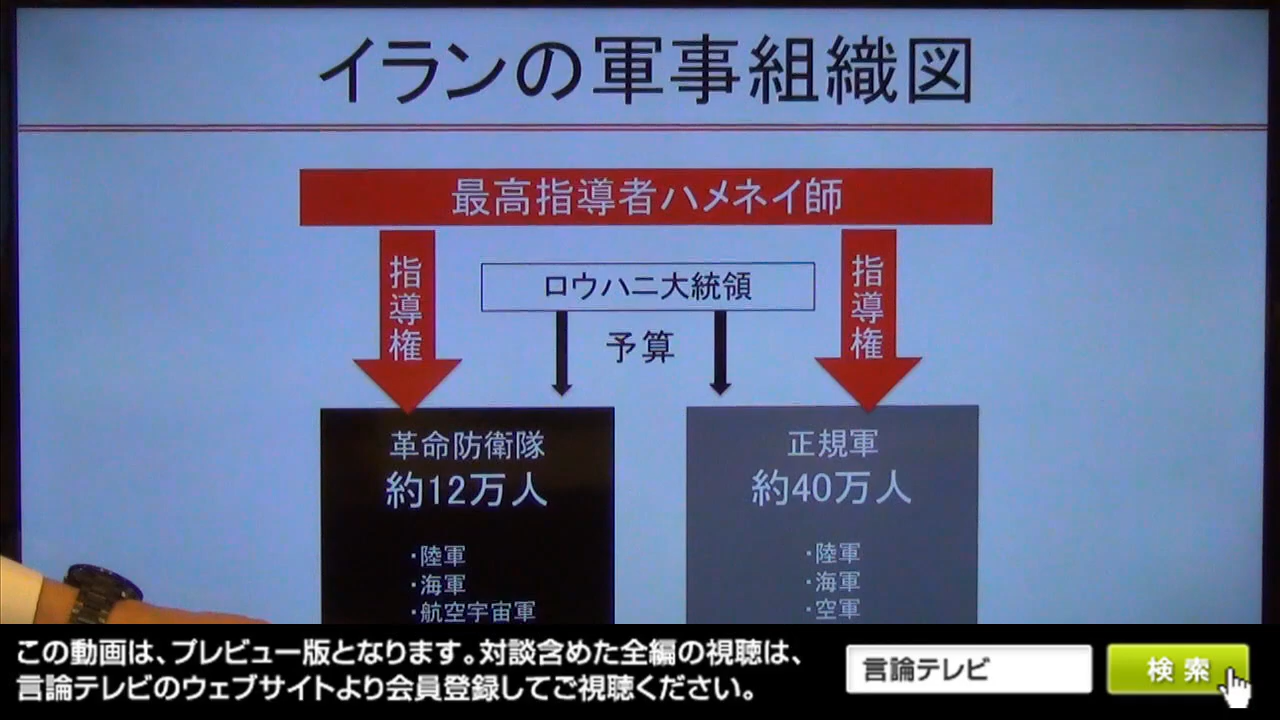 イランの軍事組織図
最高指導者ハメネイ師
指導権
ロウハニ大統領
指導権
予算
革命防衛隊
約12万人
・陸軍
・海軍
・航空宇宙軍
正規軍
約40万人
・陸軍
・海軍
・空軍
この動画は、プレビュー版となります。対談含めた全編の視聴は、
言論テレビのウェブサイトより会員登録してご視聴ください。
言論テレビ
検索